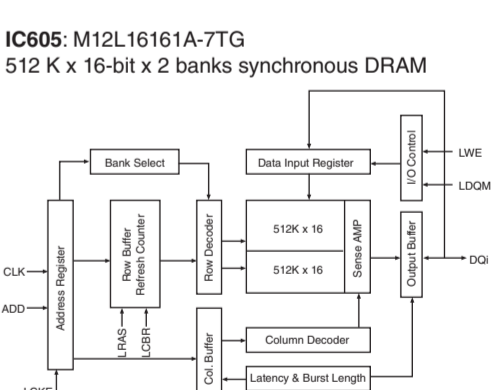 IC605: M12L16161A-7TG
512 K x 16-bit x 2 banks synchronous DRAM
Bank Select
Data Input Register
I/O Control
LWE
LDQM
Address Register
Row Buffer
Refresh Counter
Row Decoder
512K x 16
512K x 16
Sense AMP
Output Buffer
DQi
CLK
ADD
LRAS
LCBR
Col. Buffer
Column Decoder
Latency & Burst Length